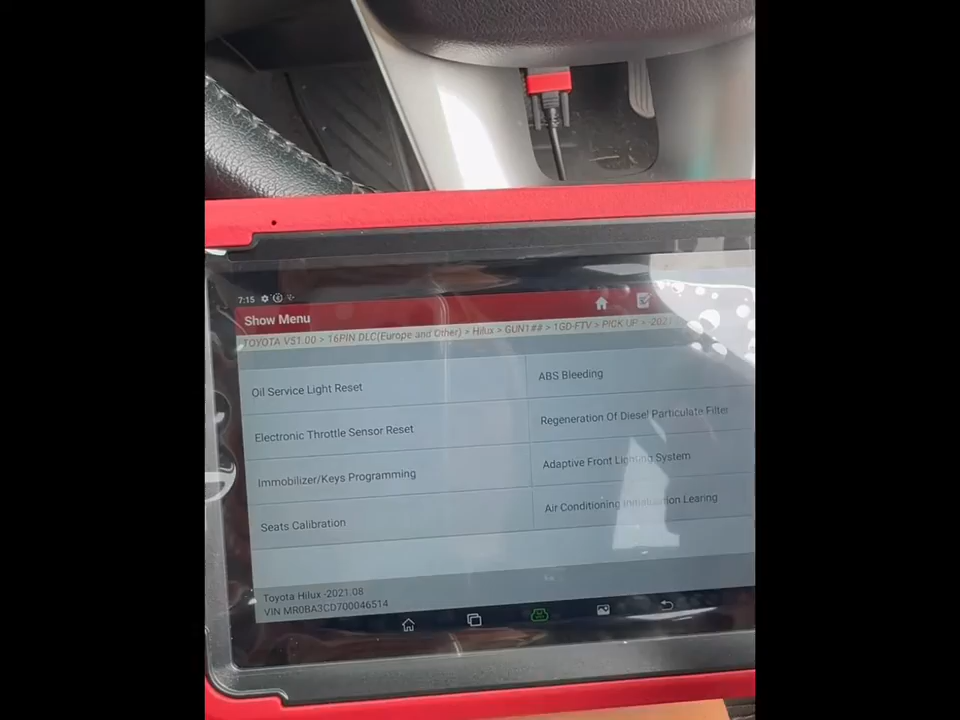 7:15
Show Menu
TOYOTA V51.00 > 16PIN DLC(Europe and Other) > Hilux > GUN1## > 1GD-FTV > PICK UP > -2021
Oil Service Light Reset
ABS Bleeding
Electronic Throttle Sensor Reset
Regeneration Of Diesel Particulate Filter
Immobilizer/Keys Programming
Adaptive Front Lighting System
Seats Calibration
Air Conditioning Initialization Learing
Toyota Hilux -2021.08
VIN MR0BA3CD700046514